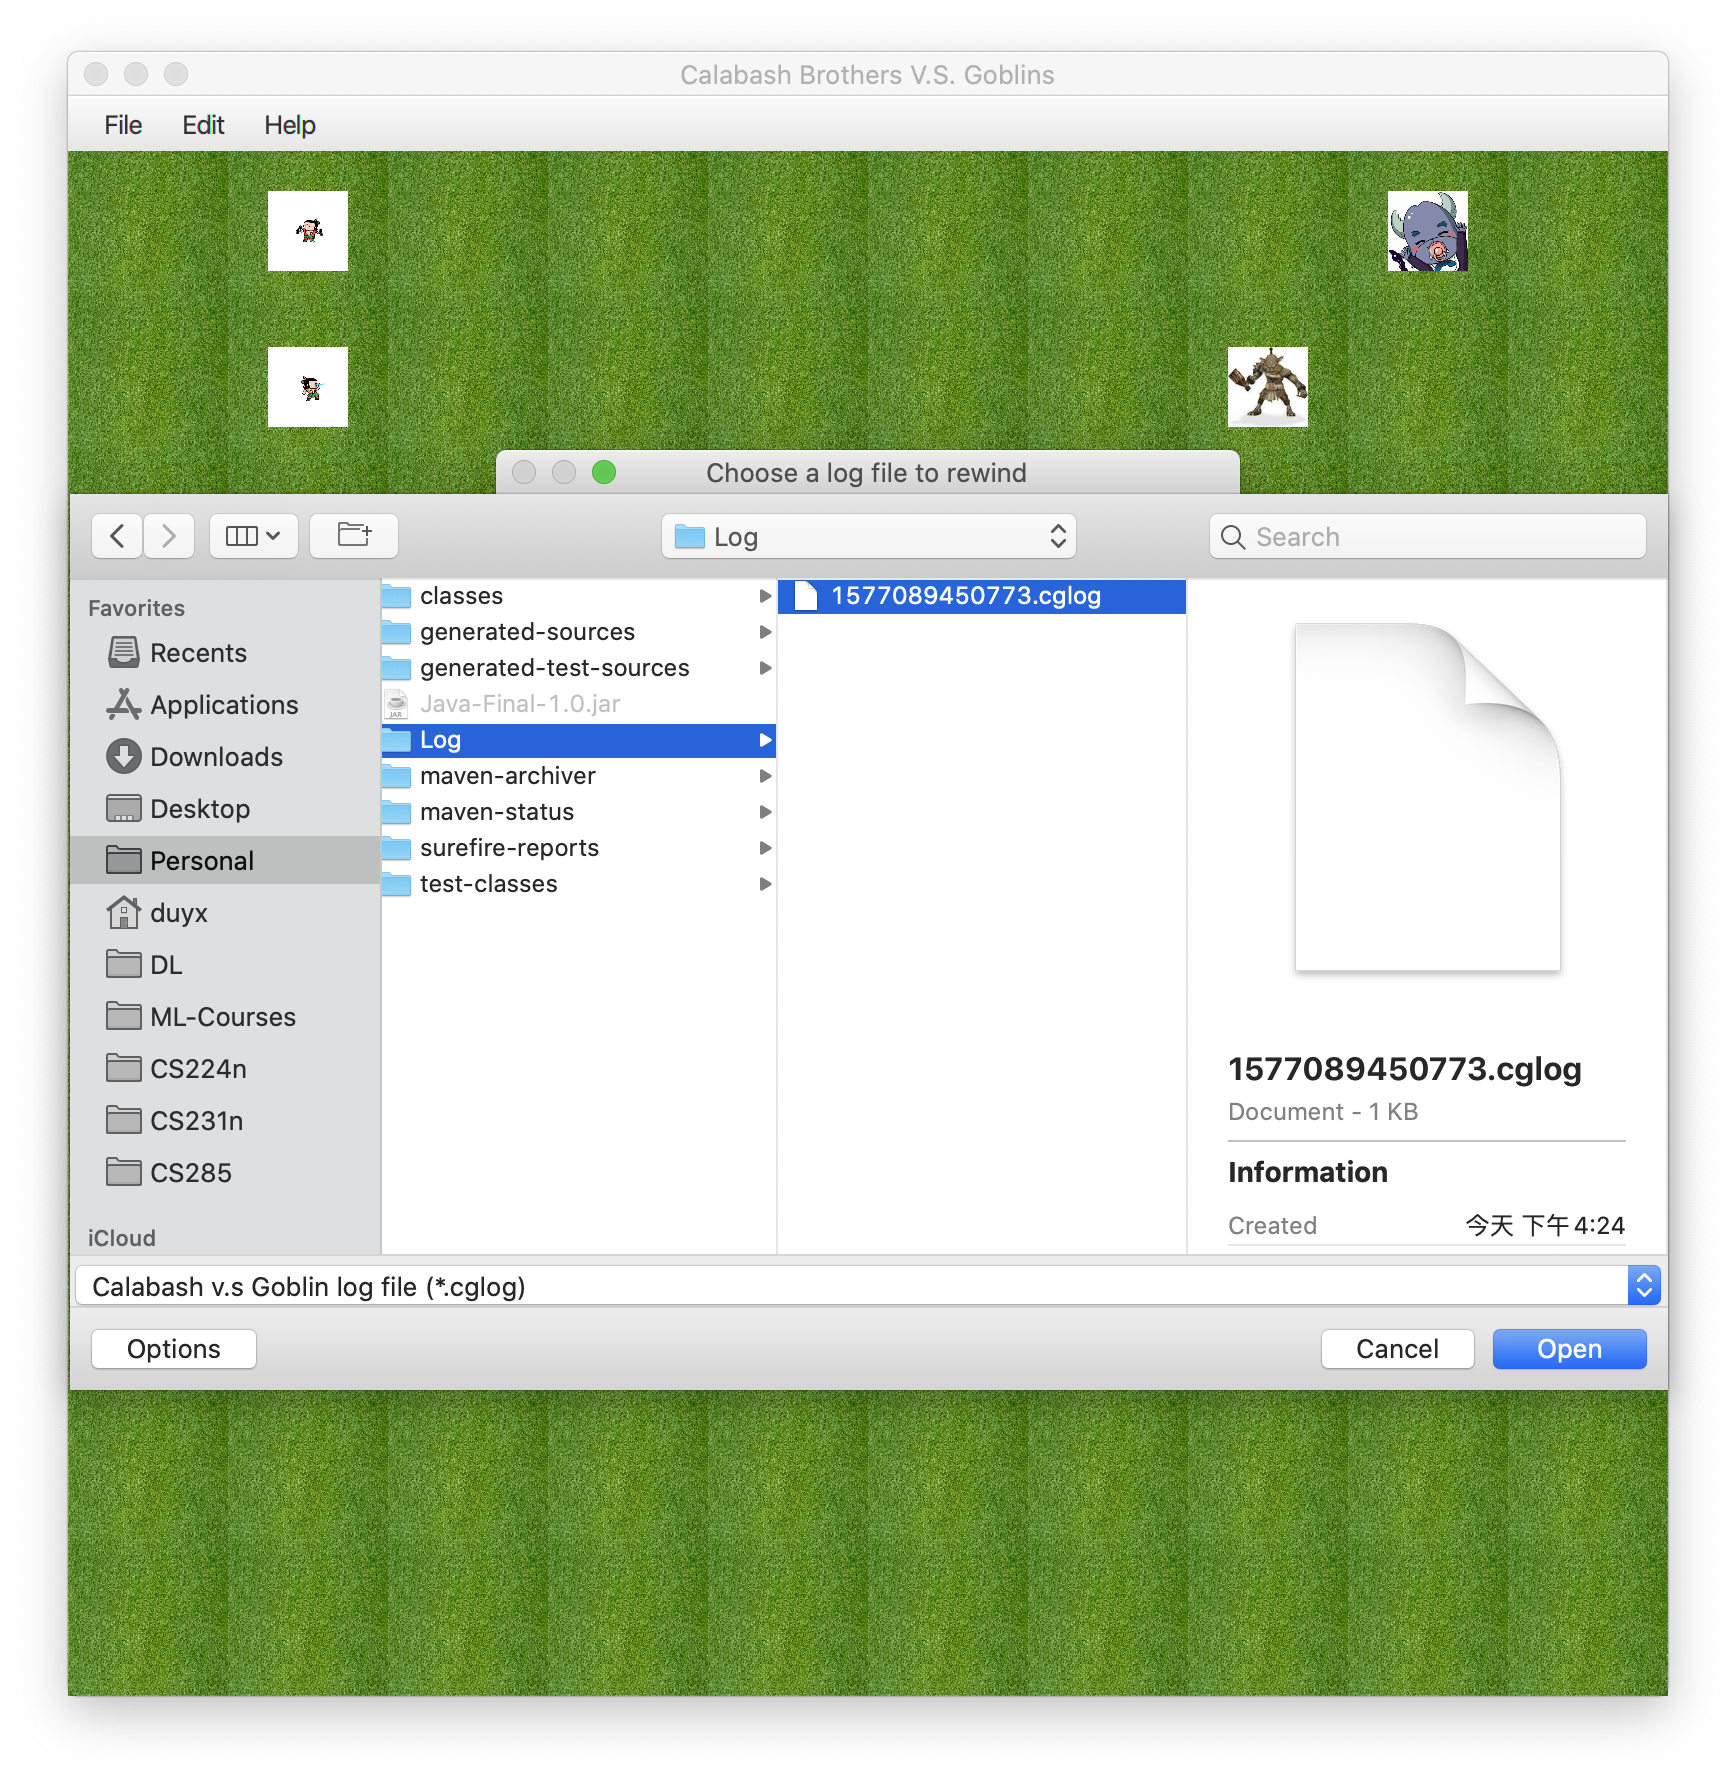 Calabash Brothers V.S. Goblins
File Edit Help
Choose a log file to rewind
Log
Search
Favorites
Recents
Applications
Downloads
Desktop
Personal
duyx
DL
ML-Courses
CS224n
CS231n
CS285
iCloud
classes
generated-sources
generated-test-sources
JAR
Java-Final-1.0.jar
Log
maven-archiver
maven-status
surefire-reports
test-classes
1577089450773.cglog
1577089450773.cglog
Document - 1 KB
Information
Created 今天 下午4:24
Calabash v.s Goblin log file (*.cglog)
Options Cancel Open